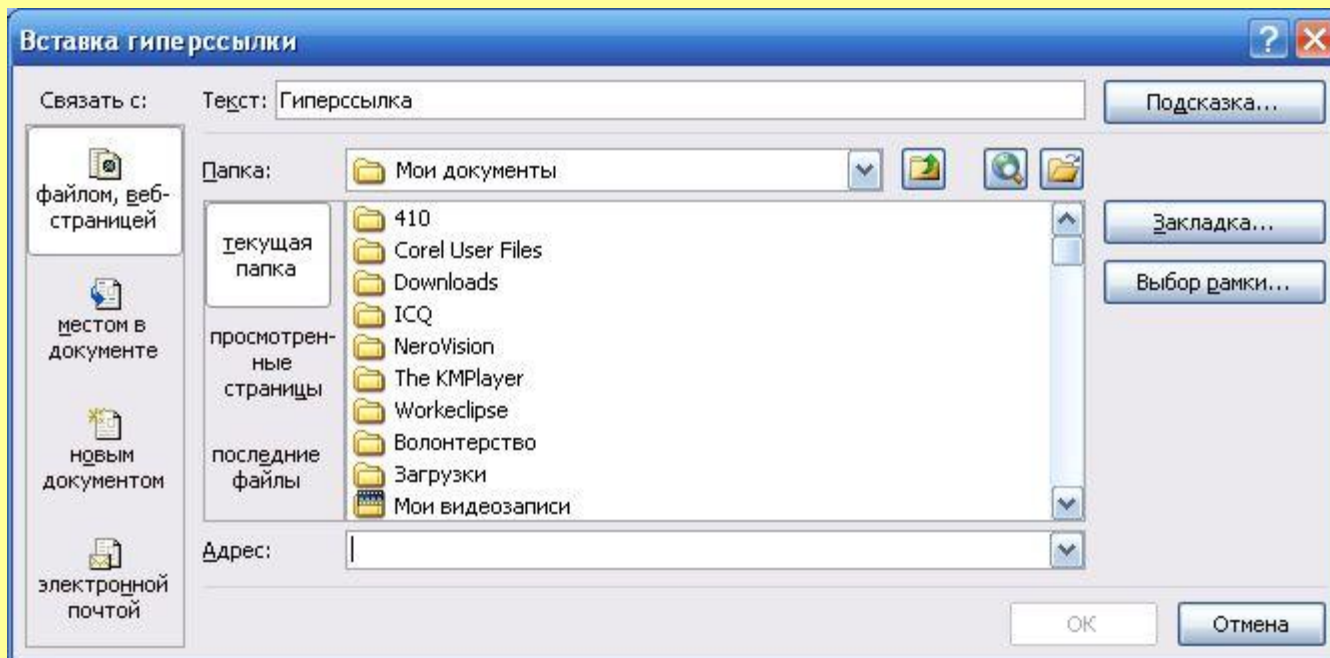 Вставка гиперссылки
Связать с:
Текст: Гиперссылка
Подсказка...
файлом, веб-
страницей
местом в
документе
новым
документом
электронной
почтой
Папка: Мои документы
текущая
папка
просмотрен-
ные
страницы
последние
файлы
410
Corel User Files
Downloads
ICQ
NeroVision
The KMPlayer
Workeclipse
Волонтерство
Загрузки
Мои видеозаписи
Закладка...
Выбор рамки...
Адрес:
ОК
Отмена